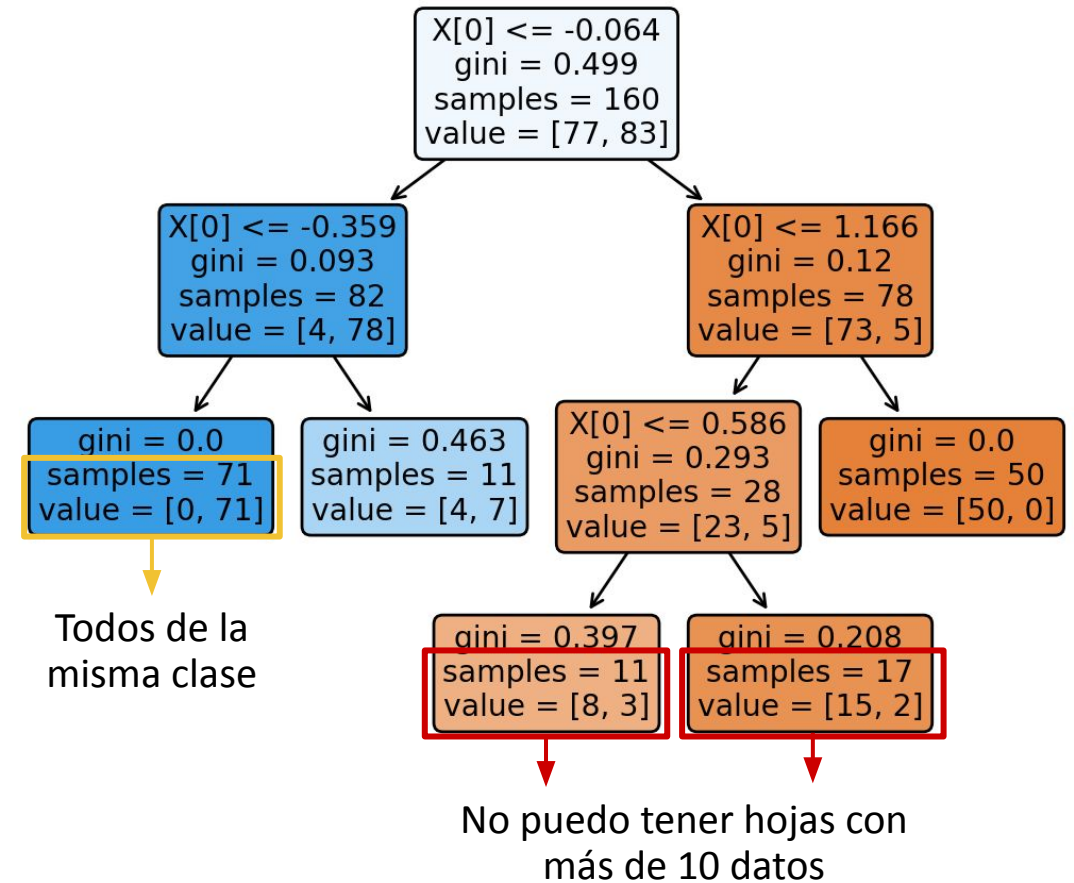 X[0] <= -0.064
gini = 0.499
samples = 160
value = [77, 83]
X[0] <= -0.359
gini = 0.093
samples = 82
value = [4, 78]
X[0] <= 1.166
gini = 0.12
samples = 78
value = [73, 5]
gini = 0.0
samples = 71
value = [0, 71]
gini = 0.463
samples = 11
value = [4, 7]
X[0] <= 0.586
gini = 0.293
samples = 28
value = [23, 5]
gini = 0.0
samples = 50
value = [50, 0]
Todos de la
misma clase
gini = 0.397
samples = 11
value = [8, 3]
gini = 0.208
samples = 17
value = [15, 2]
No puedo tener hojas con
más de 10 datos